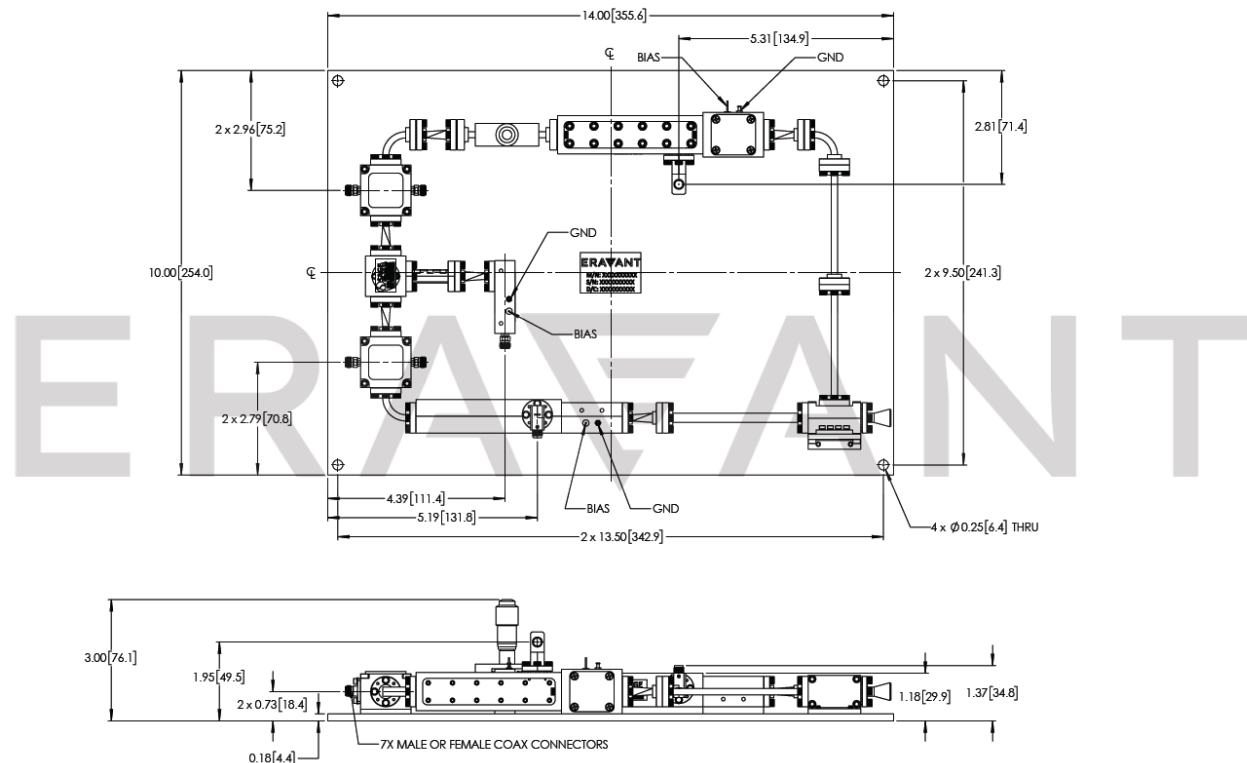 14.00[355.6]
5.31[134.9]
℄
BIAS
GND
2 x 2.96[75.2]
2.81[71.4]
GND
10.00[254.0]
℄
ERAVANT
M/N: XXXXXXXXXX
S/N: XXXXXXXXXX
D/C: XXXXXXXXXX
2 x 9.50[241.3]
BIAS
ERAVANT
2 x 2.79[70.8]
4.39[111.4]
5.19[131.8]
BIAS
GND
4 x Ø0.25[6.4] THRU
2 x 13.50[342.9]
3.00[76.1]
1.95[49.5]
2 x 0.73[18.4]
1.18[29.9]
1.37[34.8]
7X MALE OR FEMALE COAX CONNECTORS
0.18[4.4]